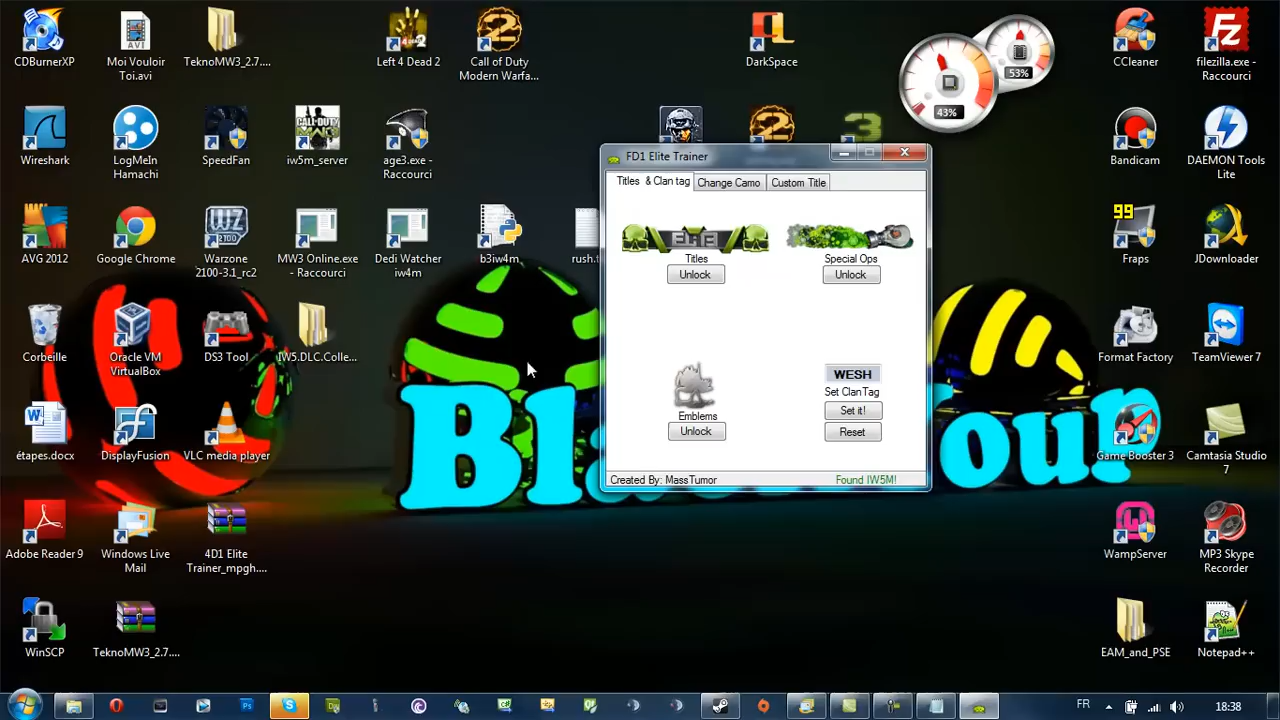 CDBurnerXP
Moi Vouloir
Toi.avi
TeknoMW3_2.7....
Left 4 Dead 2
Call of Duty
Modern Warfa...
DarkSpace
53%
43%
CCleaner
filezilla.exe -
Raccourci
Wireshark
LogMeIn
Hamachi
SpeedFan
iw5m_server
age3.exe -
Raccourci
Bandicam
DAEMON Tools
Lite
FD1 Elite Trainer
Titles & Clan tag
Change Camo
Custom Title
ELITE
Titles
Unlock
Special Ops
Unlock
Emblems
Unlock
WESH
Set ClanTag
Set it!
Reset
Created By: MassTumor
Found IW5M!
AVG 2012
Google Chrome
Warzone
2100-3.1_rc2
MW3 Online.exe
- Raccourci
Dedi Watcher
iw4m
b3iw4m
rush.t
99
Fraps
JDownloader
Corbeille
Oracle VM
VirtualBox
DS3 Tool
IW5.DLC.Colle...
Format Factory
TeamViewer 7
étapes.docx
DisplayFusion
VLC media player
Game Booster 3
Camtasia Studio
7
Adobe Reader 9
Windows Live
Mail
4D1 Elite
Trainer_mpgh....
WampServer
MP3 Skype
Recorder
WinSCP
TeknoMW3_2.7....
EAM_and_PSE
Notepad++
FR
18:38